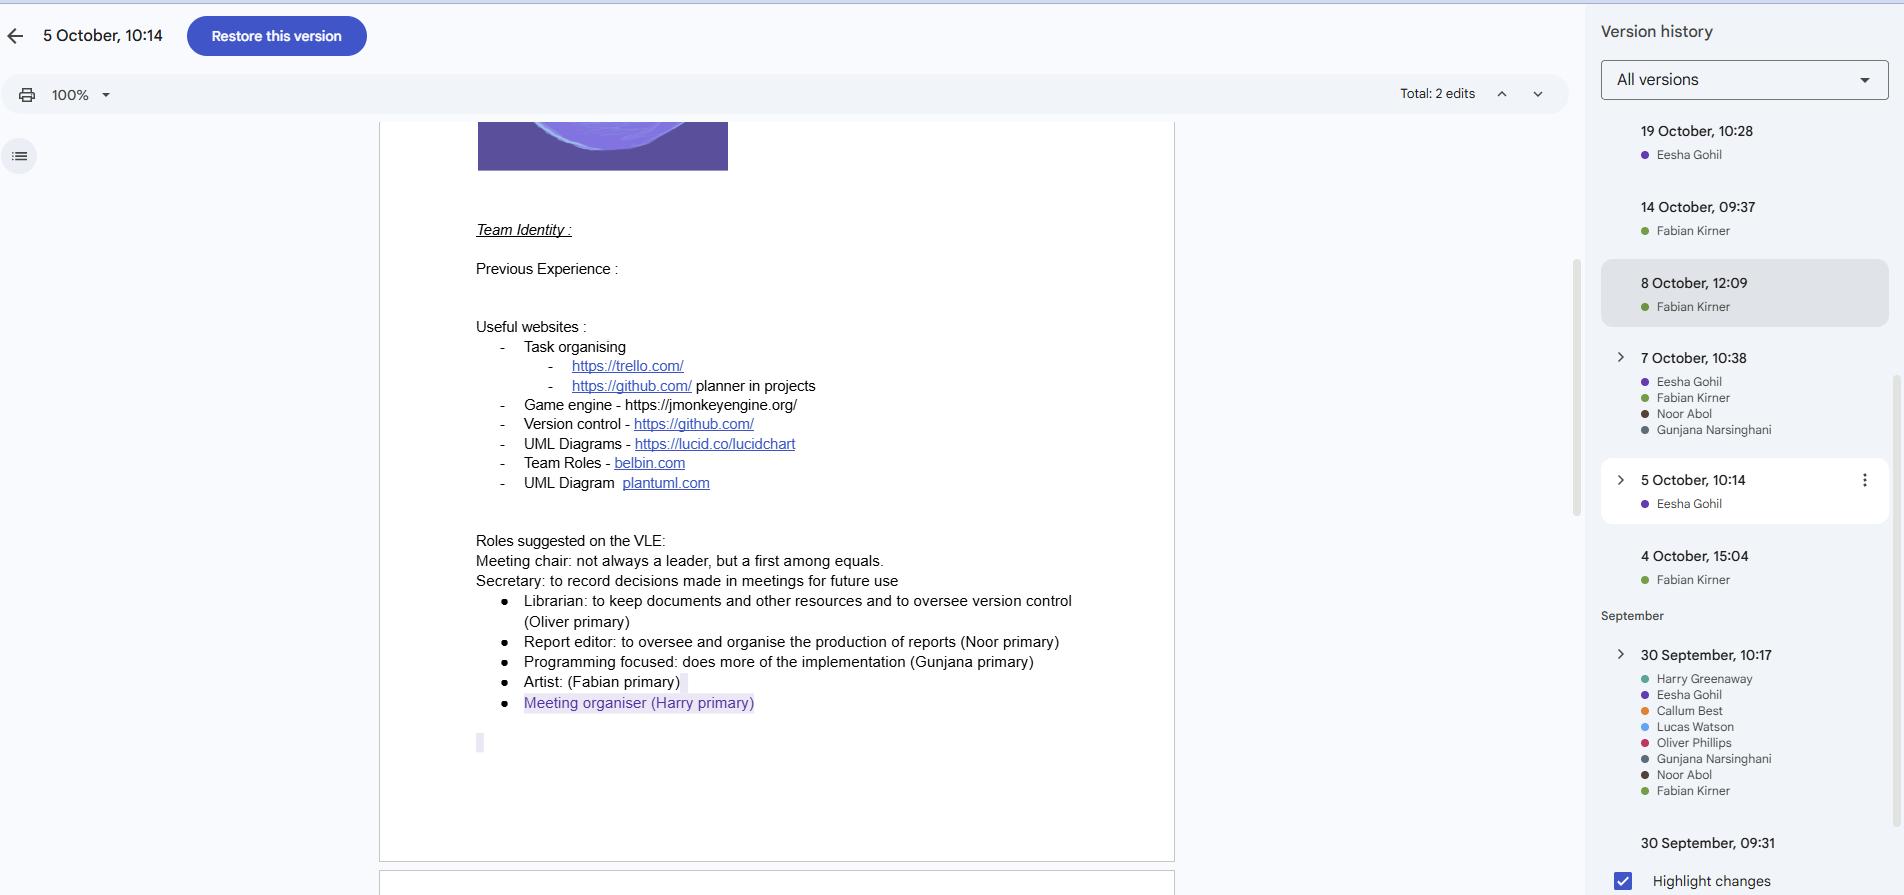 5 October, 10:14
Restore this version
100%
Total: 2 edits
Team Identity :
Previous Experience :
Useful websites :
- Task organising
- https://trello.com/
- https://github.com/ planner in projects
- Game engine - https://jmonkeyengine.org/
- Version control - https://github.com/
- UML Diagrams - https://lucid.co/lucidchart
- Team Roles - belbin.com
- UML Diagram plantuml.com
Roles suggested on the VLE:
Meeting chair: not always a leader, but a first among equals.
Secretary: to record decisions made in meetings for future use
● Librarian: to keep documents and other resources and to oversee version control
(Oliver primary)
● Report editor: to oversee and organise the production of reports (Noor primary)
● Programming focused: does more of the implementation (Gunjana primary)
● Artist: (Fabian primary)
● Meeting organiser (Harry primary)
Version history
All versions
19 October, 10:28
Eesha Gohil
14 October, 09:37
Fabian Kirner
8 October, 12:09
Fabian Kirner
7 October, 10:38
Eesha Gohil
Fabian Kirner
Noor Abol
Gunjana Narsinghani
5 October, 10:14
Eesha Gohil
4 October, 15:04
Fabian Kirner
September
30 September, 10:17
Harry Greenaway
Eesha Gohil
Callum Best
Lucas Watson
Oliver Phillips
Gunjana Narsinghani
Noor Abol
Fabian Kirner
30 September, 09:31
Highlight changes